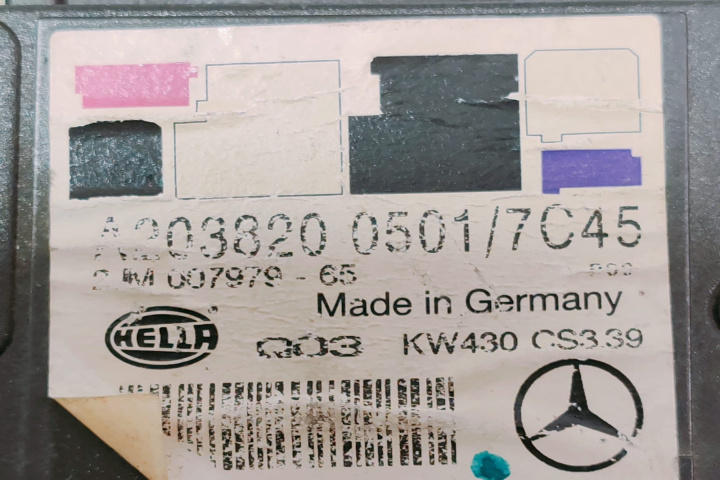 A203820 0501/7C45
007979 - 65
Made in Germany
HELLA Q03 KW430 CS3.39